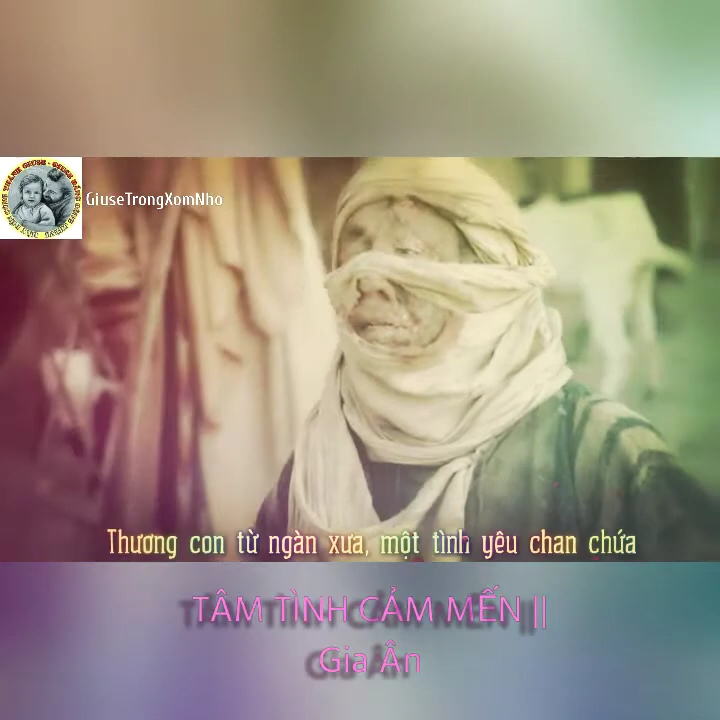 GiuseTrongXomNho
Thương con từ ngàn xưa, một tình yêu chan chứa
TÂM TÌNH CẢM MẾN ||
Gia Ân